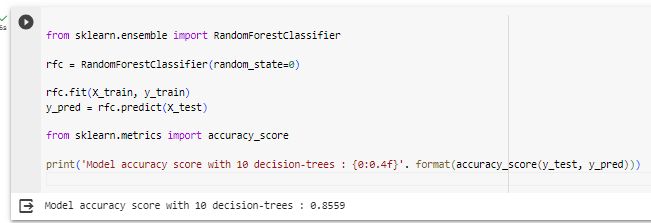 6s
from sklearn.ensemble import RandomForestClassifier
rfc = RandomForestClassifier(random_state=0)
rfc.fit(X_train, y_train)
y_pred = rfc.predict(X_test)
from sklearn.metrics import accuracy_score
print('Model accuracy score with 10 decision-trees : {0:0.4f}'. format(accuracy_score(y_test, y_pred)))
Model accuracy score with 10 decision-trees : 0.8559